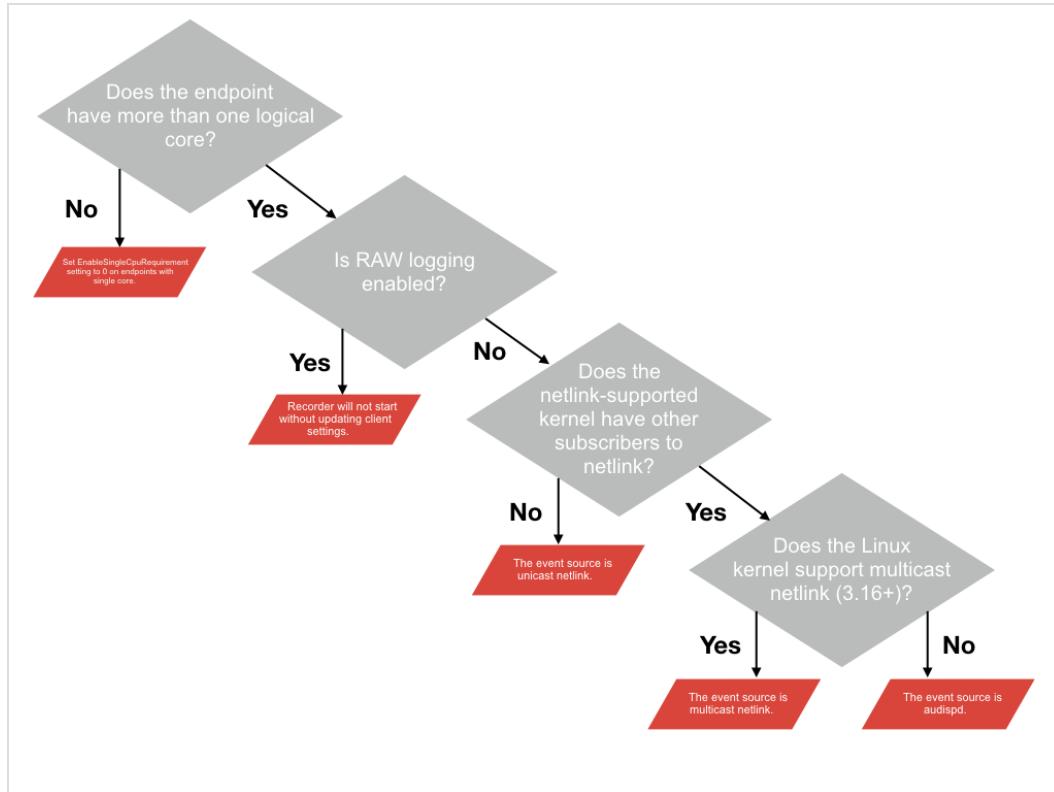 Does the endpoint
have more than one logical
core?
No
Yes
Set EnableSingleCpuRequirement
setting to 0 on endpoints with
single core.
Is RAW logging
enabled?
Yes
No
Recorder will not start
without updating client
settings.
Does the
netlink-supported
kernel have other
subscribers to
netlink?
No
Yes
The event source is
unicast netlink.
Does the Linux
kernel support multicast
netlink (3.16+)?
Yes
No
The event source is
multicast netlink.
The event source is
audispd.